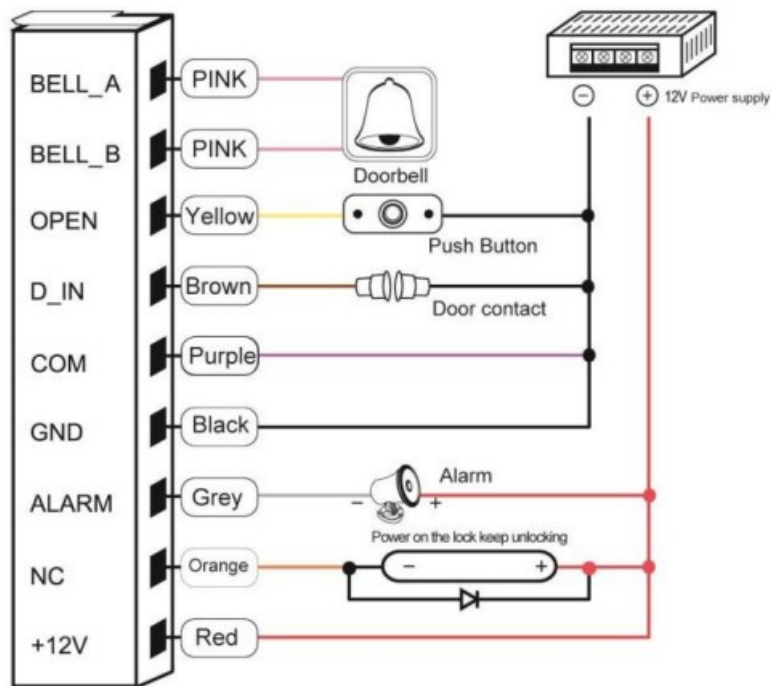 BELL_A PINK
BELL_B PINK
Doorbell
− + 12V Power supply
OPEN Yellow
Push Button
D_IN Brown
Door contact
COM Purple
GND Black
ALARM Grey − + Alarm
Power on the lock keep unlocking
NC Orange − +
+12V Red